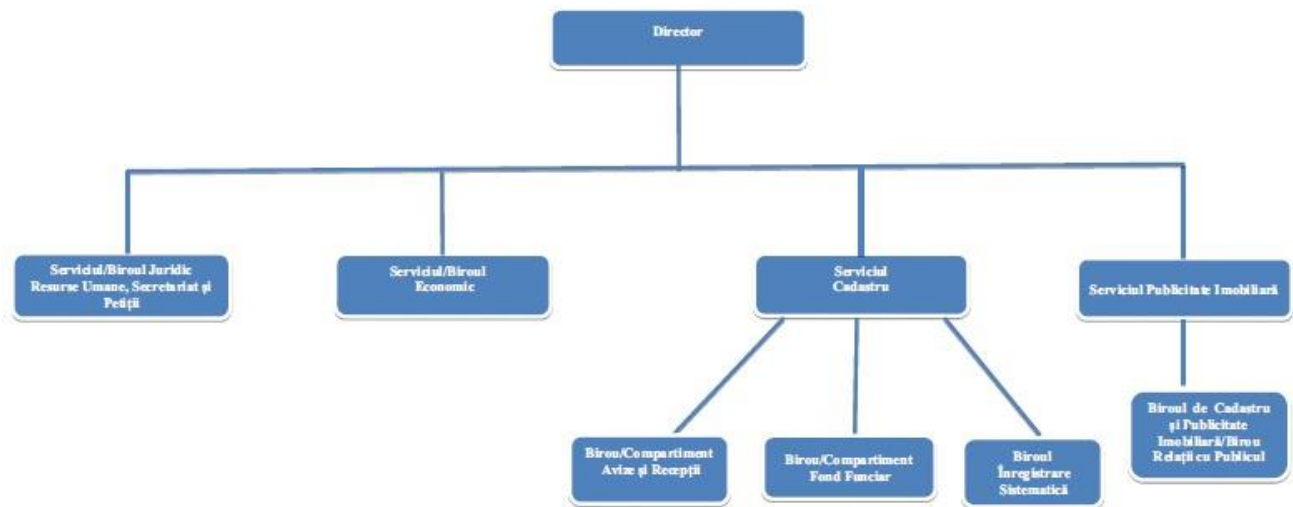 Director
Serviciul/Biroul Juridic
Resurse Umane, Secretariat și
Petiții
Serviciul/Biroul
Economic
Serviciul
Cadastru
Serviciul Publicitate Imobiliară
Birou/Compartiment
Avize și Recepții
Birou/Compartiment
Fond Funciar
Biroul
Înregistrare
Sistematică
Biroul de Cadastru
și Publicitate
Imobiliară/Birou
Relații cu Publicul